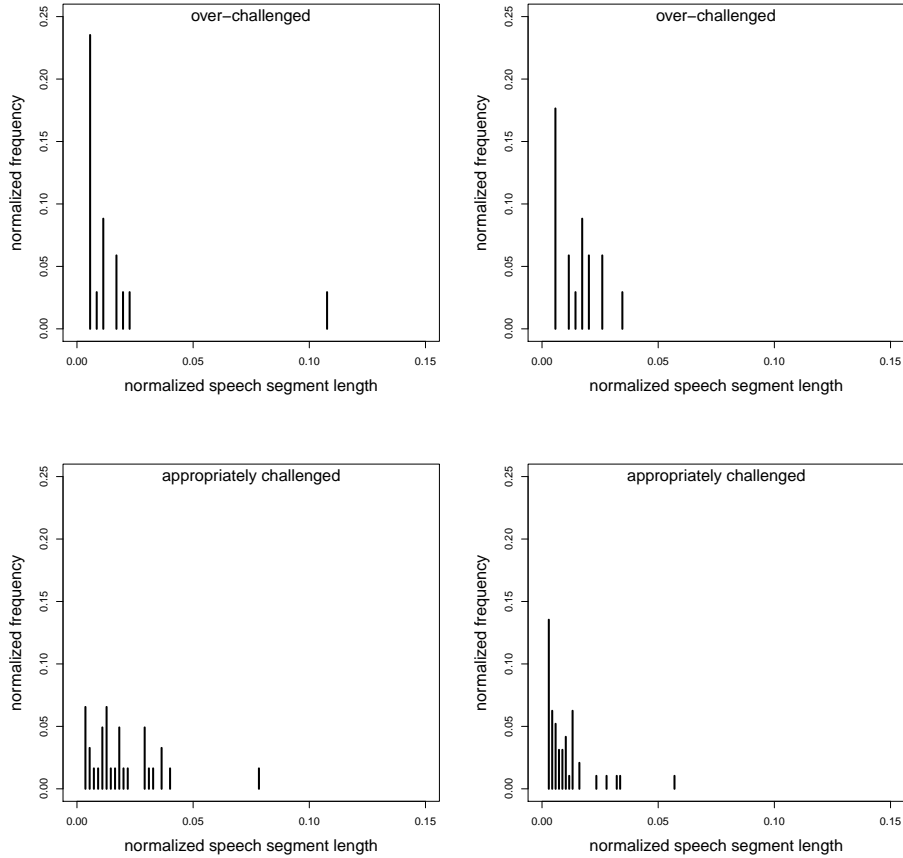 over−challenged
normalized frequency
0.00 0.05 0.10 0.15 0.20 0.25
0.00 0.05 0.10 0.15
normalized speech segment length
over−challenged
normalized frequency
0.00 0.05 0.10 0.15 0.20 0.25
0.00 0.05 0.10 0.15
normalized speech segment length
appropriately challenged
normalized frequency
0.00 0.05 0.10 0.15 0.20 0.25
0.00 0.05 0.10 0.15
normalized speech segment length
appropriately challenged
normalized frequency
0.00 0.05 0.10 0.15 0.20 0.25
0.00 0.05 0.10 0.15
normalized speech segment length